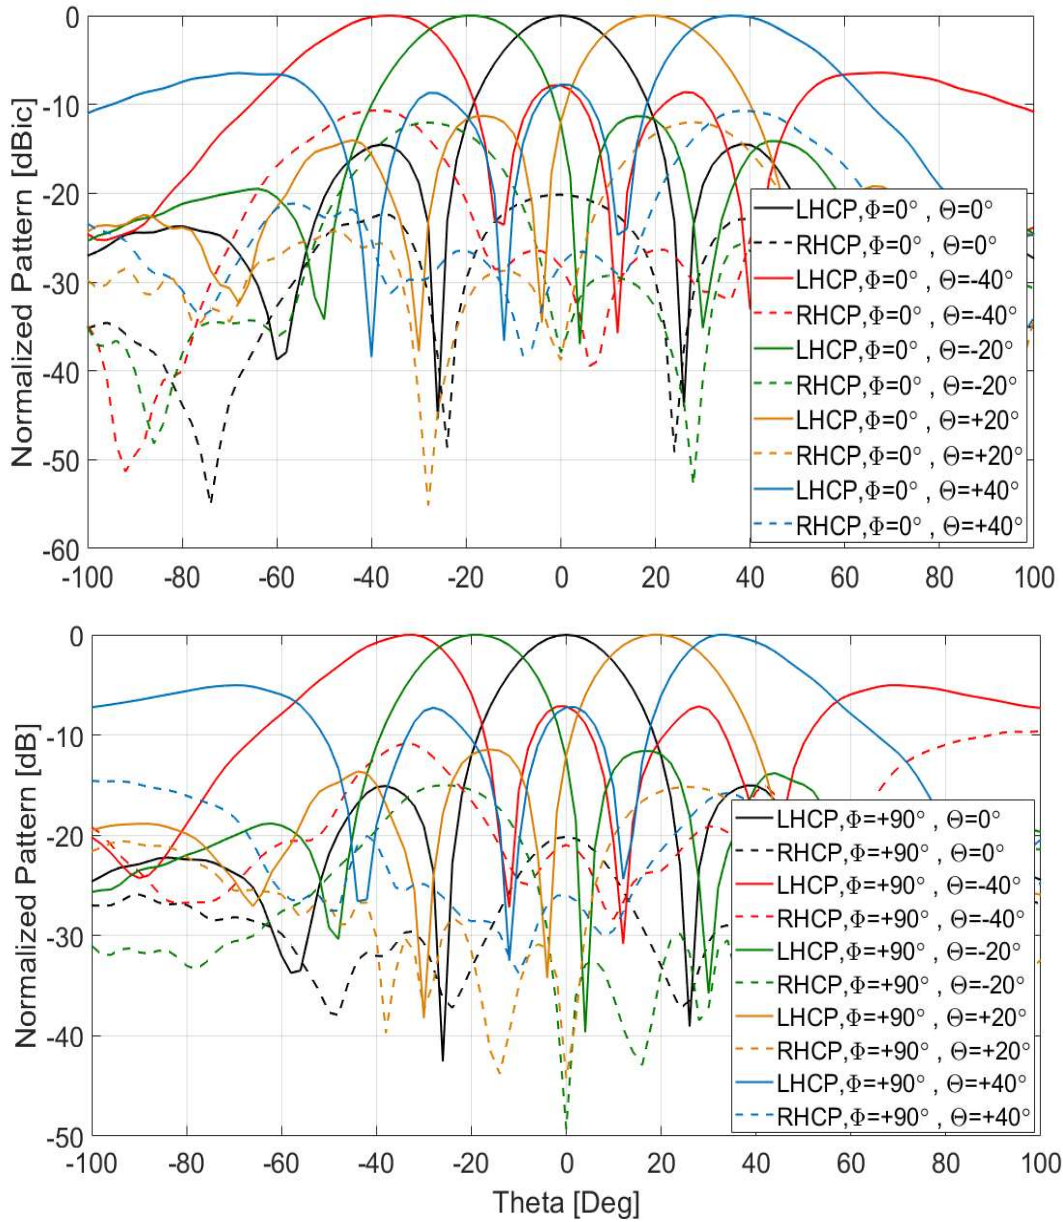 0
-10
-20
-30
-40
-50
-60
Normalized Pattern [dBic]
LHCP,Φ=0° , Θ=0°
RHCP,Φ=0° , Θ=0°
LHCP,Φ=0° , Θ=-40°
RHCP,Φ=0° , Θ=-40°
LHCP,Φ=0° , Θ=-20°
RHCP,Φ=0° , Θ=-20°
LHCP,Φ=0° , Θ=+20°
RHCP,Φ=0° , Θ=+20°
LHCP,Φ=0° , Θ=+40°
RHCP,Φ=0° , Θ=+40°
-100 -80 -60 -40 -20 0 20 40 60 80 100
0
-10
-20
-30
-40
-50
Normalized Pattern [dB]
LHCP,Φ=+90° , Θ=0°
RHCP,Φ=+90° , Θ=0°
LHCP,Φ=+90° , Θ=-40°
RHCP,Φ=+90° , Θ=-40°
LHCP,Φ=+90° , Θ=-20°
RHCP,Φ=+90° , Θ=-20°
LHCP,Φ=+90° , Θ=+20°
RHCP,Φ=+90° , Θ=+20°
LHCP,Φ=+90° , Θ=+40°
RHCP,Φ=+90° , Θ=+40°
-100 -80 -60 -40 -20 0 20 40 60 80 100
Theta [Deg]